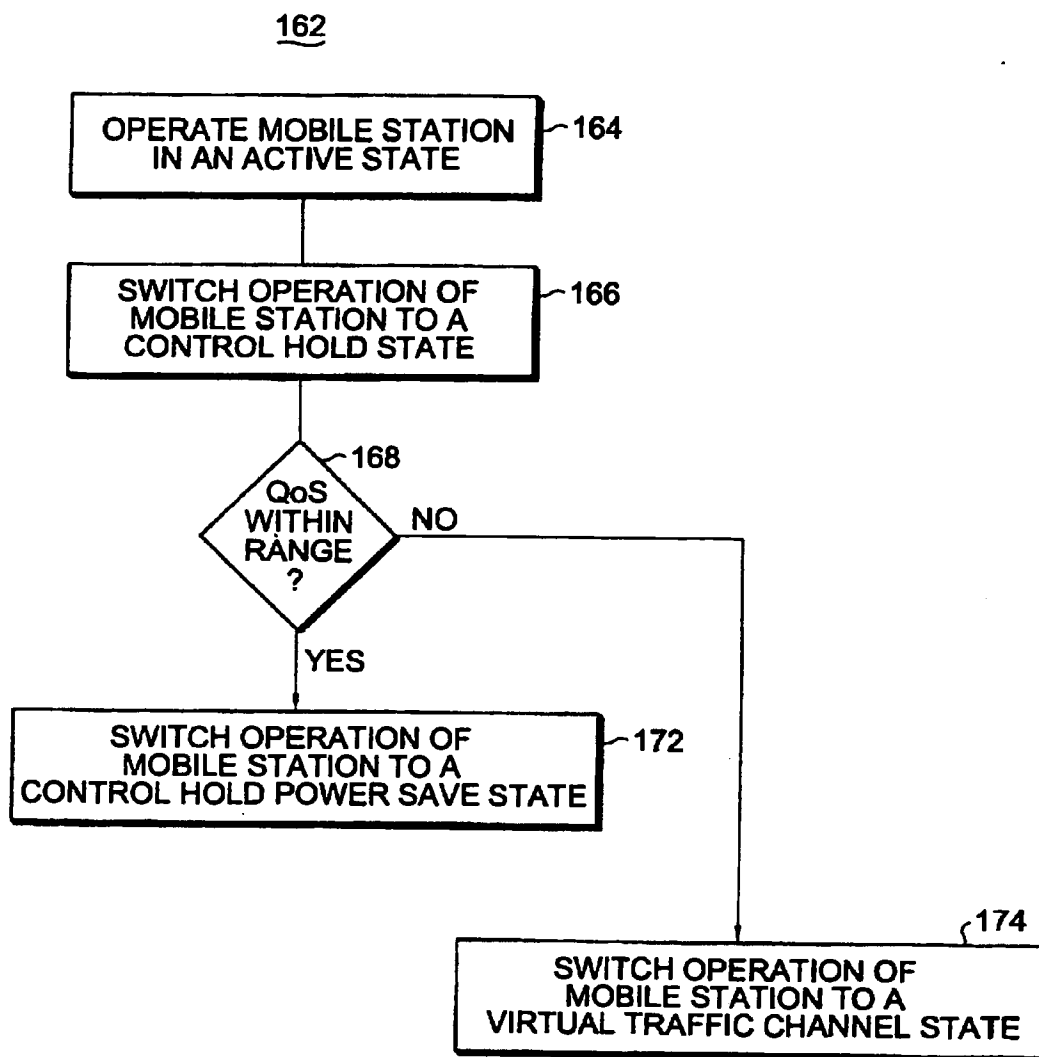 162
OPERATE MOBILE STATION
IN AN ACTIVE STATE
164
SWITCH OPERATION OF
MOBILE STATION TO A
CONTROL HOLD STATE
166
168
QoS
WITHIN
RANGE
?
NO
YES
SWITCH OPERATION OF
MOBILE STATION TO A
CONTROL HOLD POWER SAVE STATE
172
174
SWITCH OPERATION OF
MOBILE STATION TO A
VIRTUAL TRAFFIC CHANNEL STATE